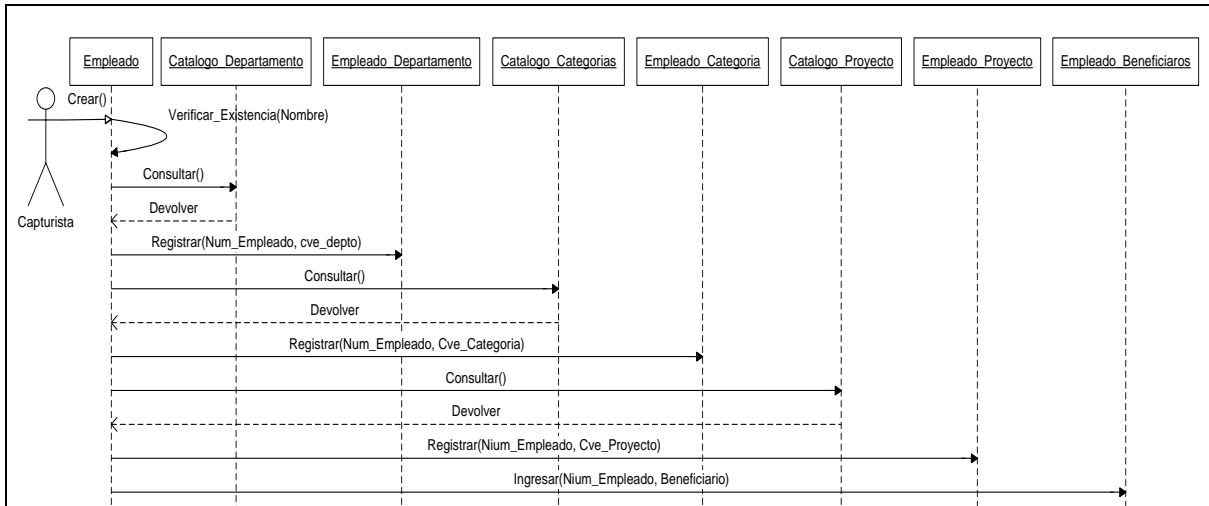 Empleado
Catalogo_Departamento
Empleado_Departamento
Catalogo_Categorias
Empleado_Categoria
Catalogo_Proyecto
Empleado_Proyecto
Empleado_Beneficiaros
Crear()
Verificar_Existencia(Nombre)
Consultar()
Capturista
Devolver
Registrar(Num_Empleado, cve_depto)
Consultar()
Devolver
Registrar(Num_Empleado, Cve_Categoria)
Consultar()
Devolver
Registrar(Nium_Empleado, Cve_Proyecto)
Ingresar(Nium_Empleado, Beneficiario)